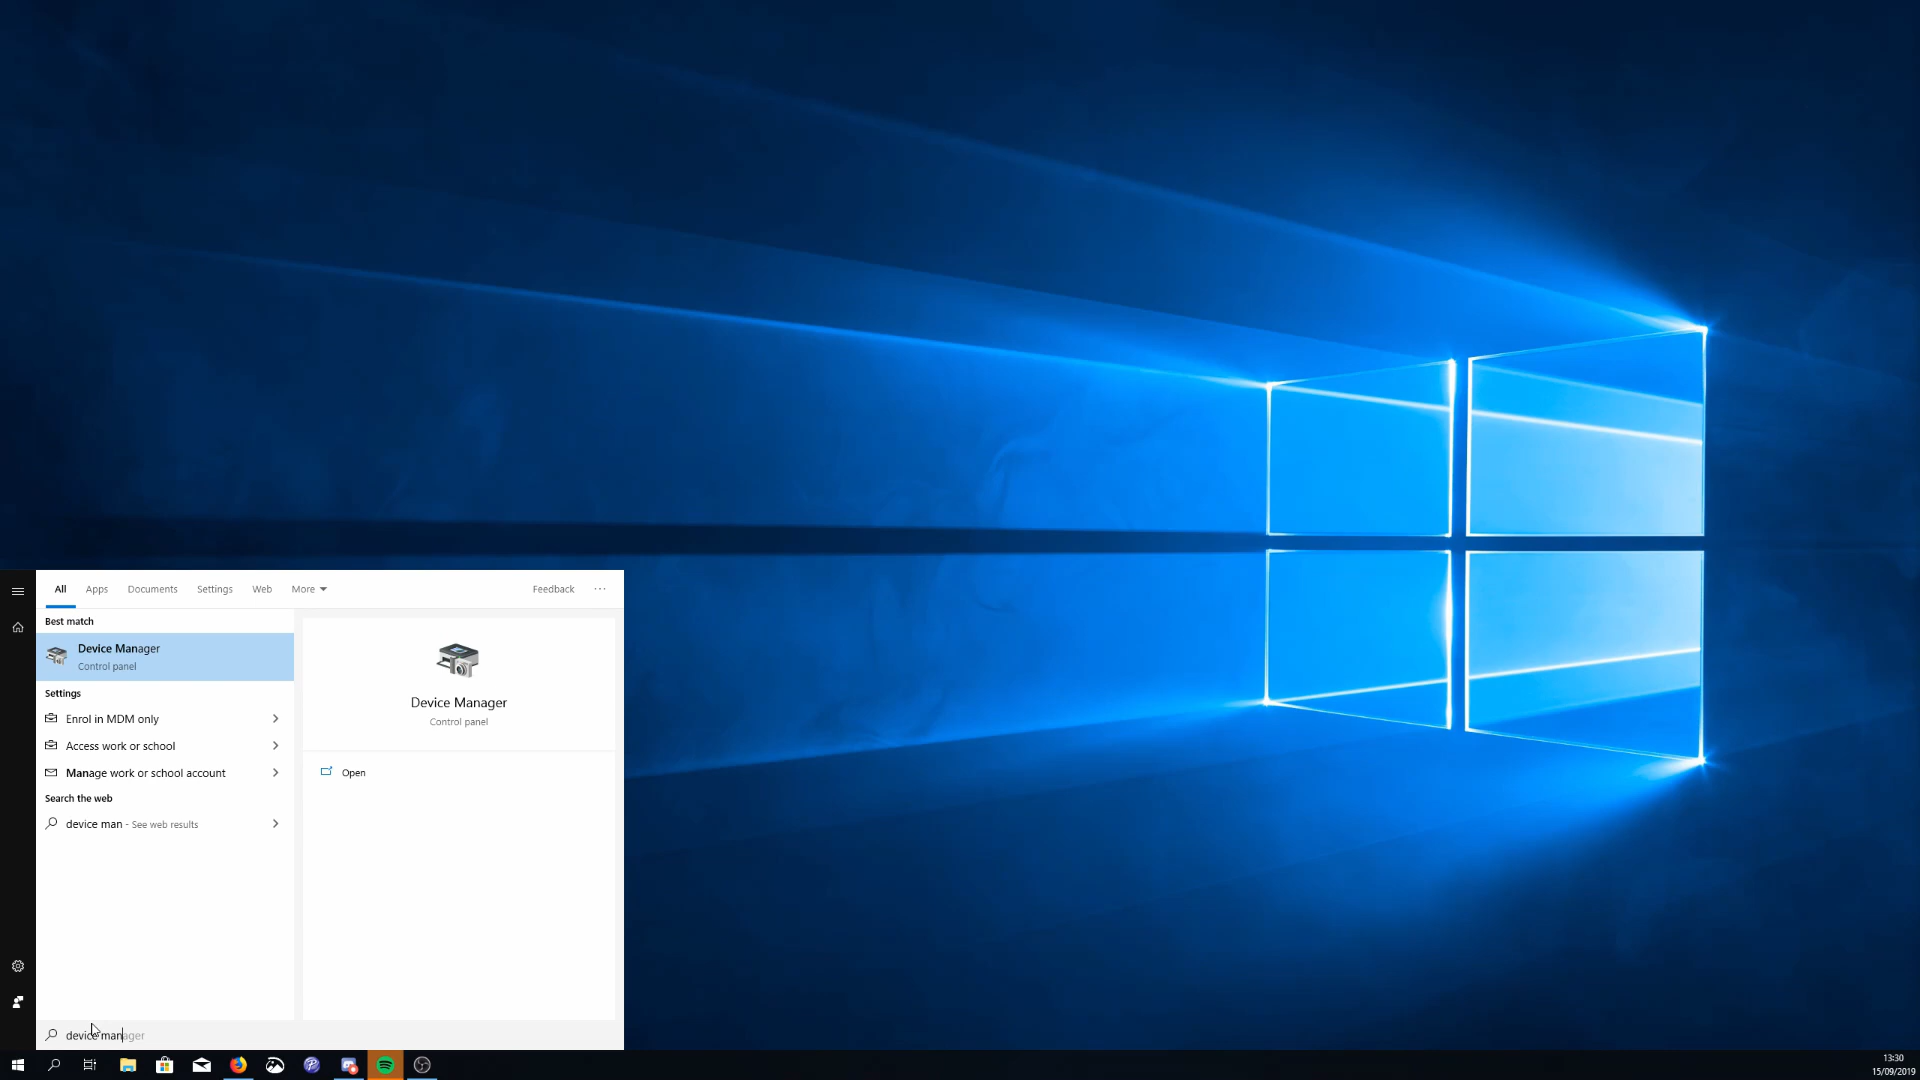 All Apps Documents Settings Web More Feedback ...
Best match
Device Manager
Control panel
Settings
Enrol in MDM only
Access work or school
Manage work or school account
Search the web
device man - See web results
Device Manager
Control panel
Open
device manager
13:30
15/09/2019